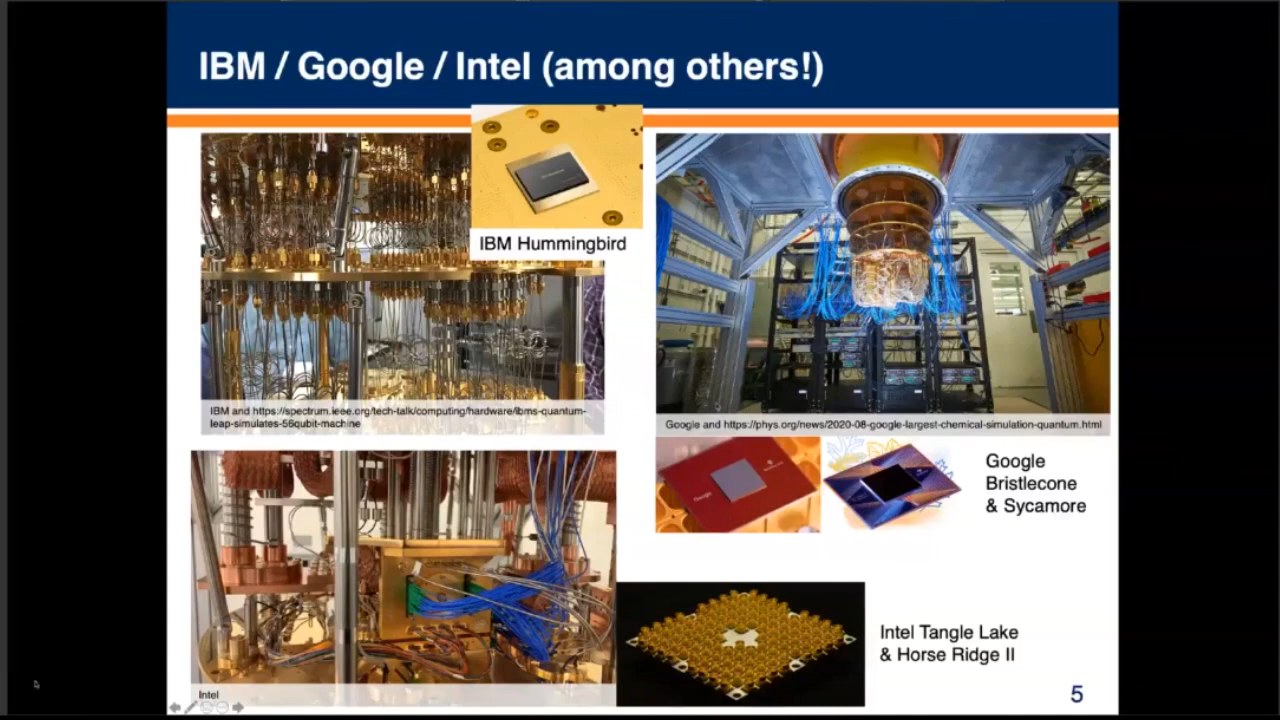 IBM / Google / Intel (among others!)
IBM Hummingbird
IBM and https://spectrum.ieee.org/tech-talk/computing/hardware/ibms-quantum-
leap-simulates-56qubit-machine
Google and https://phys.org/news/2020-08-google-largest-chemical-simulation-quantum.html
Google
Google
Bristlecone
& Sycamore
Intel Tangle Lake
& Horse Ridge II
Intel
5